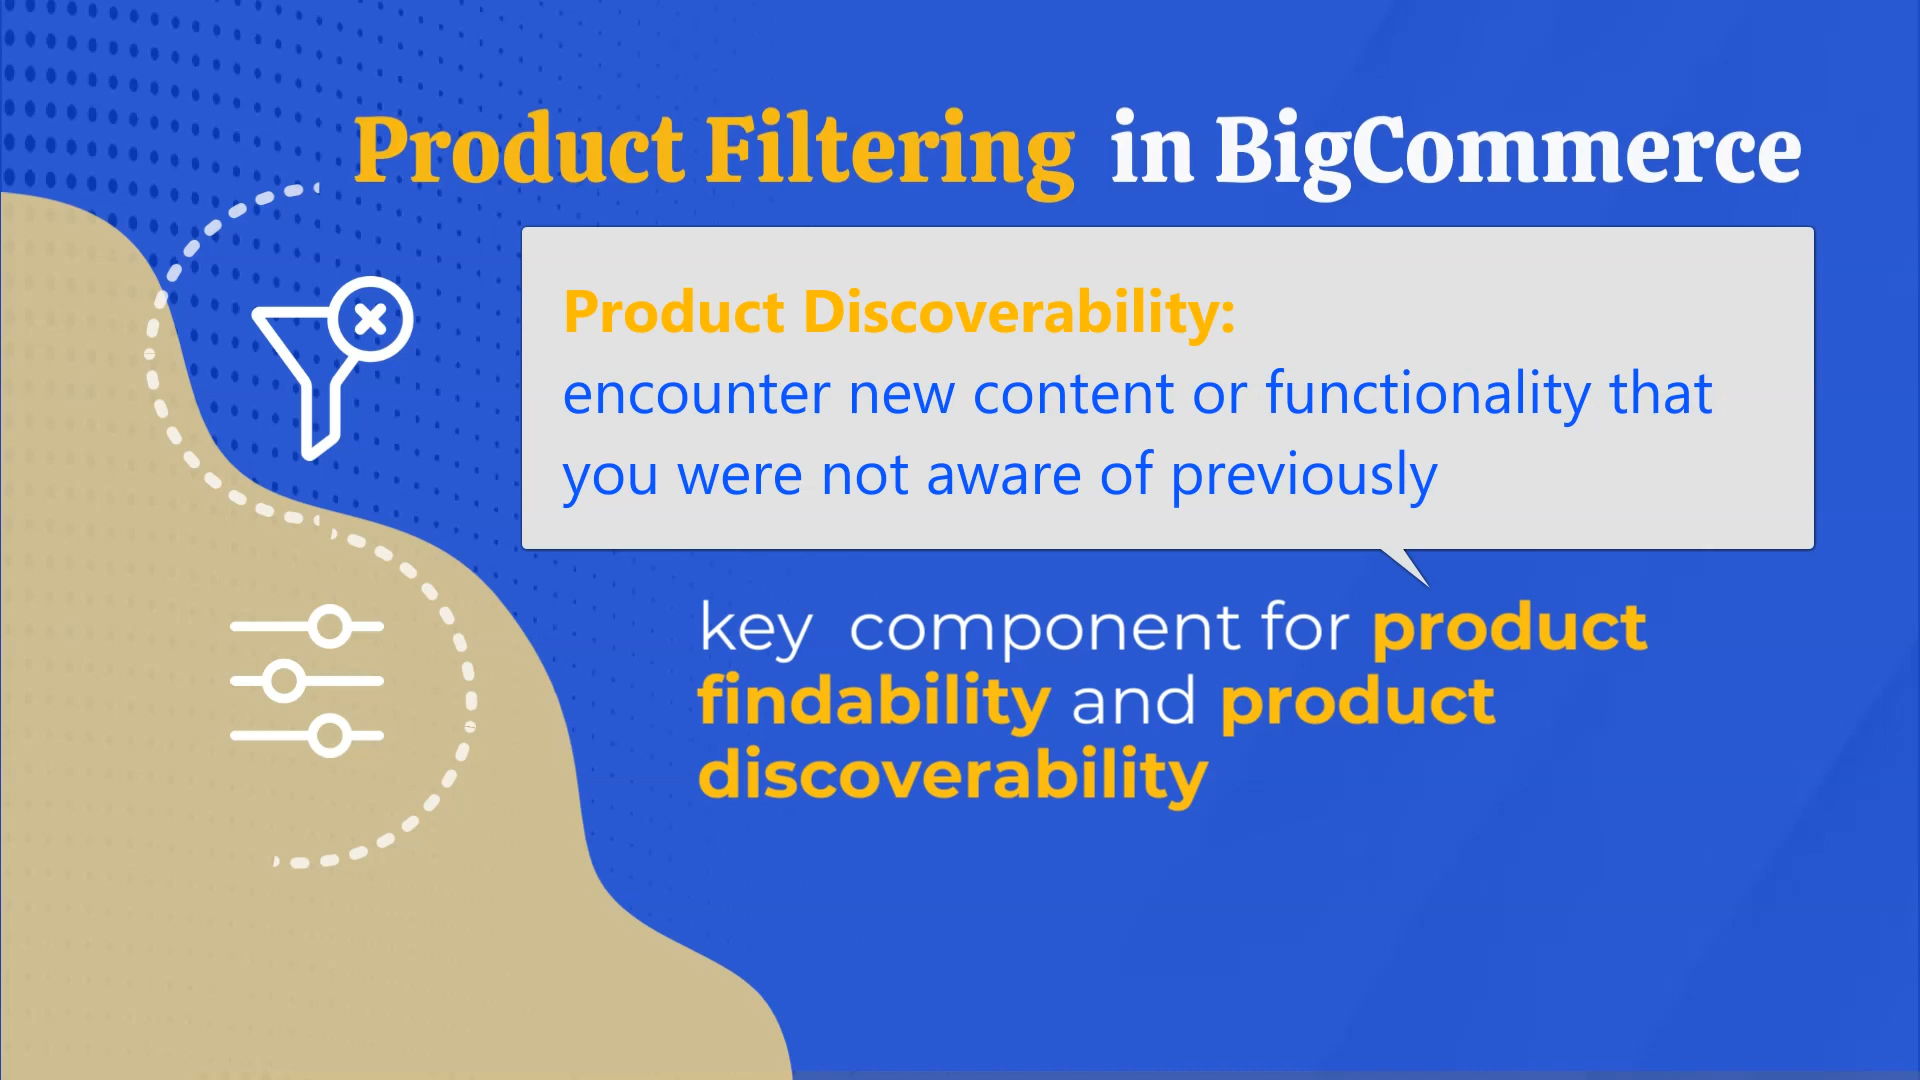 Product Filtering in BigCommerce
Product Discoverability:
encounter new content or functionality that
you were not aware of previously
key component for product
findability and product
discoverability